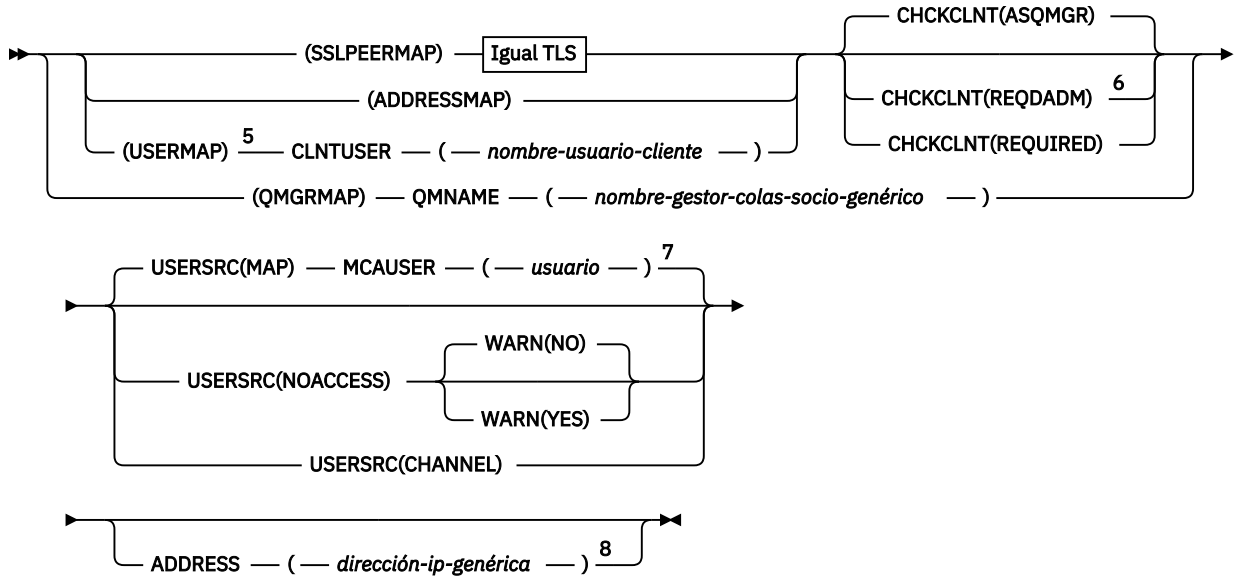 CHCKCLNT(ASQMGR)
(SSLPEERMAP) Igual TLS
(ADDRESSMAP) CHCKCLNT(REQDADM) 6
(USERMAP) 5 CLNTUSER ( nombre-usuario-cliente ) CHCKCLNT(REQUIRED)
(QMGRMAP) QMNAME ( nombre-gestor-colas-socio-genérico )
USERSRC(MAP) MCAUSER ( usuario ) 7
WARN(NO)
USERSRC(NOACCESS)
WARN(YES)
USERSRC(CHANNEL)
ADDRESS ( dirección-ip-genérica ) 8